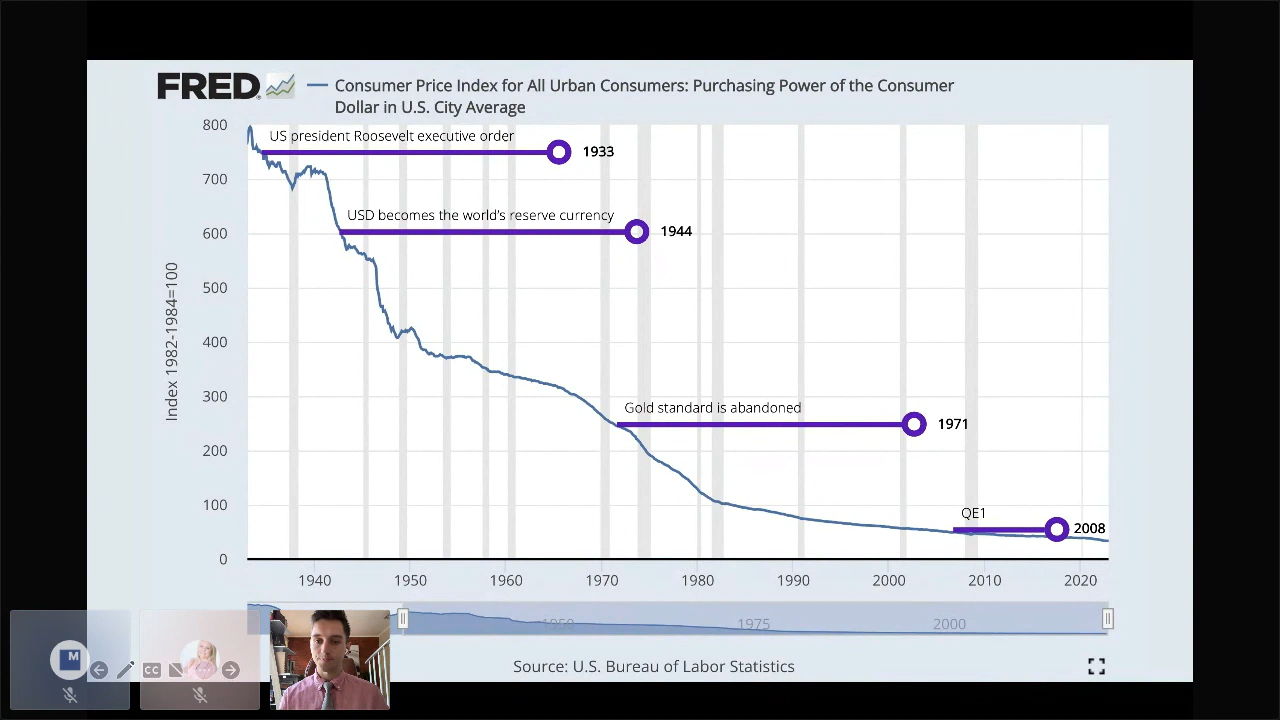 FRED
Consumer Price Index for All Urban Consumers: Purchasing Power of the Consumer
Dollar in U.S. City Average
800
US president Roosevelt executive order
1933
700
USD becomes the world's reserve currency
1944
600
500
Index 1982-1984=100
400
300
Gold standard is abandoned
1971
200
100
QE1
2008
0
1940 1950 1960 1970 1980 1990 2000 2010 2020
1950 1975 2000
Source: U.S. Bureau of Labor Statistics
M
CC